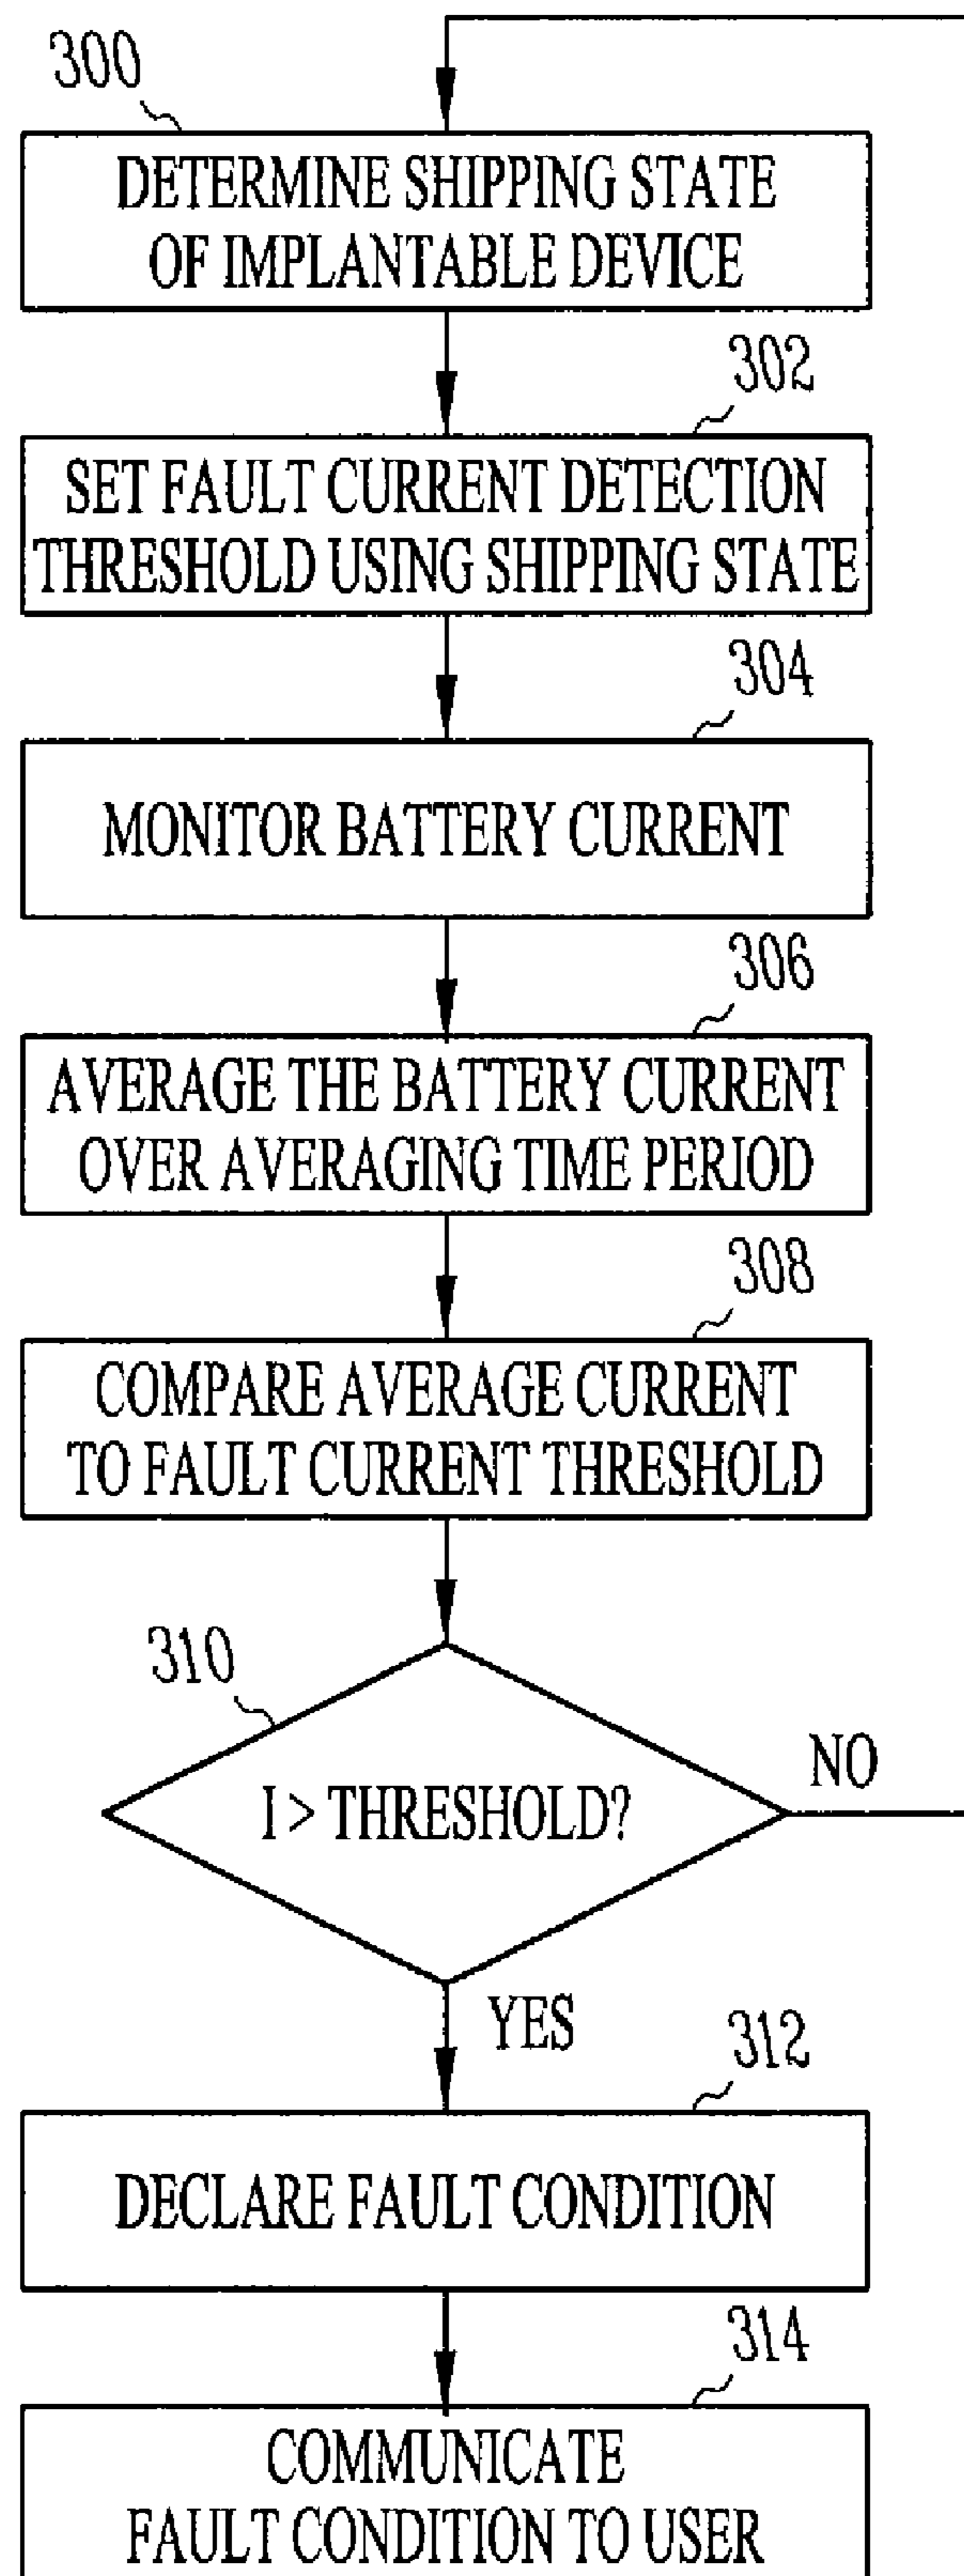 300
DETERMINE SHIPPING STATE
OF IMPLANTABLE DEVICE
302
SET FAULT CURRENT DETECTION
THRESHOLD USING SHIPPING STATE
304
MONITOR BATTERY CURRENT
306
AVERAGE THE BATTERY CURRENT
OVER AVERAGING TIME PERIOD
308
COMPARE AVERAGE CURRENT
TO FAULT CURRENT THRESHOLD
310
I > THRESHOLD?
NO
YES
312
DECLARE FAULT CONDITION
314
COMMUNICATE
FAULT CONDITION TO USER